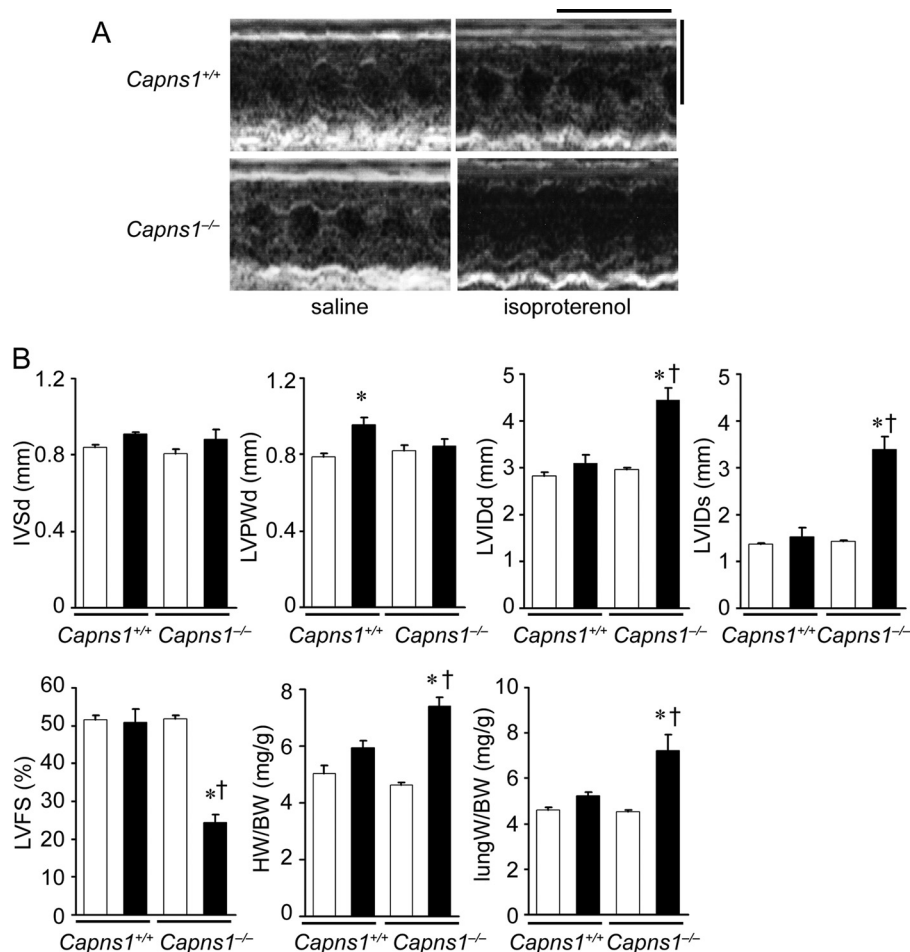 A
Capns1+/+
Capns1−/−
saline
isoproterenol
B
1.2
0.8
0.4
0
IVSd (mm)
Capns1+/+
Capns1−/−
1.2
0.8
0.4
0
LVPWd (mm)
*
Capns1+/+
Capns1−/−
5
4
3
2
1
0
LVIDd (mm)
*†
Capns1+/+
Capns1−/−
5
4
3
2
1
0
LVIDs (mm)
*†
Capns1+/+
Capns1−/−
60
50
40
30
20
10
0
LVFS (%)
*†
Capns1+/+
Capns1−/−
8
6
4
2
0
HW/BW (mg/g)
*†
Capns1+/+
Capns1−/−
10
8
6
4
2
0
lungW/BW (mg/g)
*†
Capns1+/+
Capns1−/−